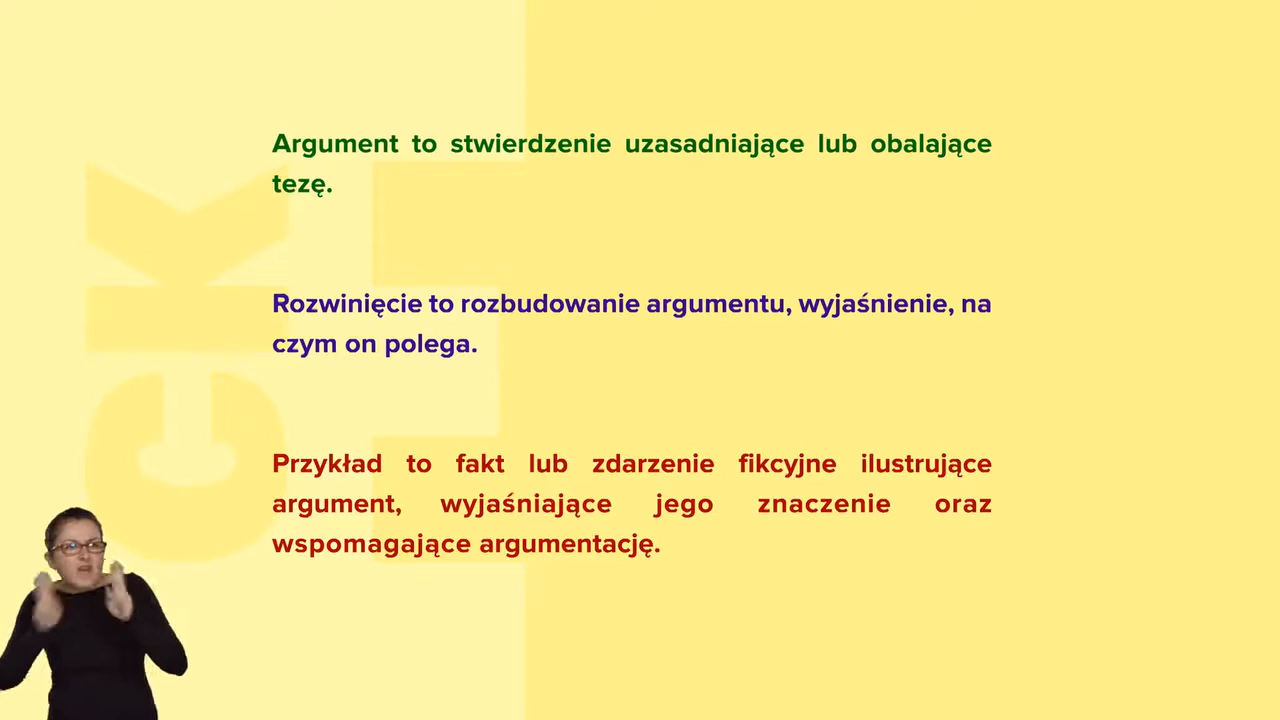 Argument to stwierdzenie uzasadniające lub obalające
tezę.
Rozwinięcie to rozbudowanie argumentu, wyjaśnienie, na
czym on polega.
Przykład to fakt lub zdarzenie fikcyjne ilustrujące
argument, wyjaśniające jego znaczenie oraz
wspomagające argumentację.